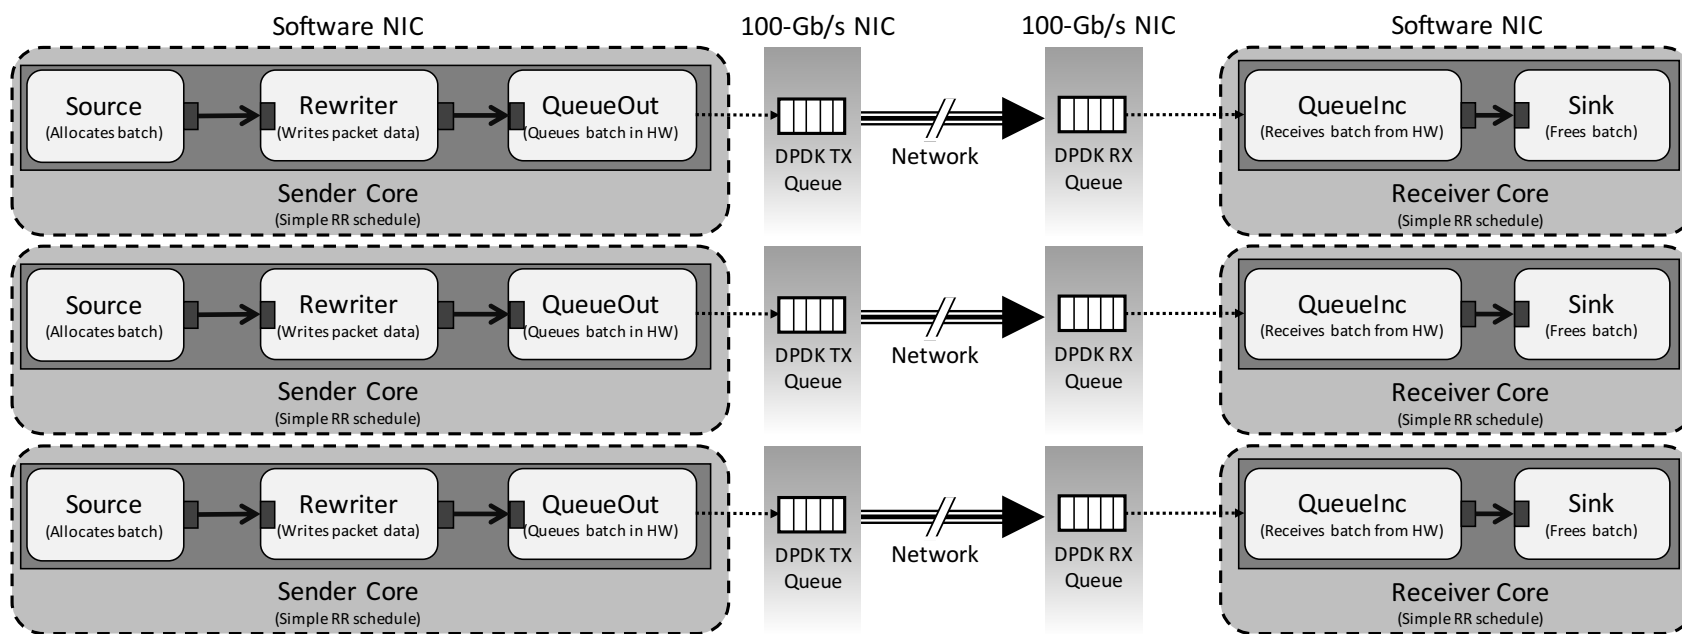 Software NIC
100-Gb/s NIC
100-Gb/s NIC
Software NIC
Source
(Allocates batch)
Rewriter
(Writes packet data)
QueueOut
(Queues batch in HW)
Sender Core
(Simple RR schedule)
DPDK TX
Queue
Network
DPDK RX
Queue
QueueInc
(Receives batch from HW)
Sink
(Frees batch)
Receiver Core
(Simple RR schedule)
Source
(Allocates batch)
Rewriter
(Writes packet data)
QueueOut
(Queues batch in HW)
Sender Core
(Simple RR schedule)
DPDK TX
Queue
Network
DPDK RX
Queue
QueueInc
(Receives batch from HW)
Sink
(Frees batch)
Receiver Core
(Simple RR schedule)
Source
(Allocates batch)
Rewriter
(Writes packet data)
QueueOut
(Queues batch in HW)
Sender Core
(Simple RR schedule)
DPDK TX
Queue
Network
DPDK RX
Queue
QueueInc
(Receives batch from HW)
Sink
(Frees batch)
Receiver Core
(Simple RR schedule)